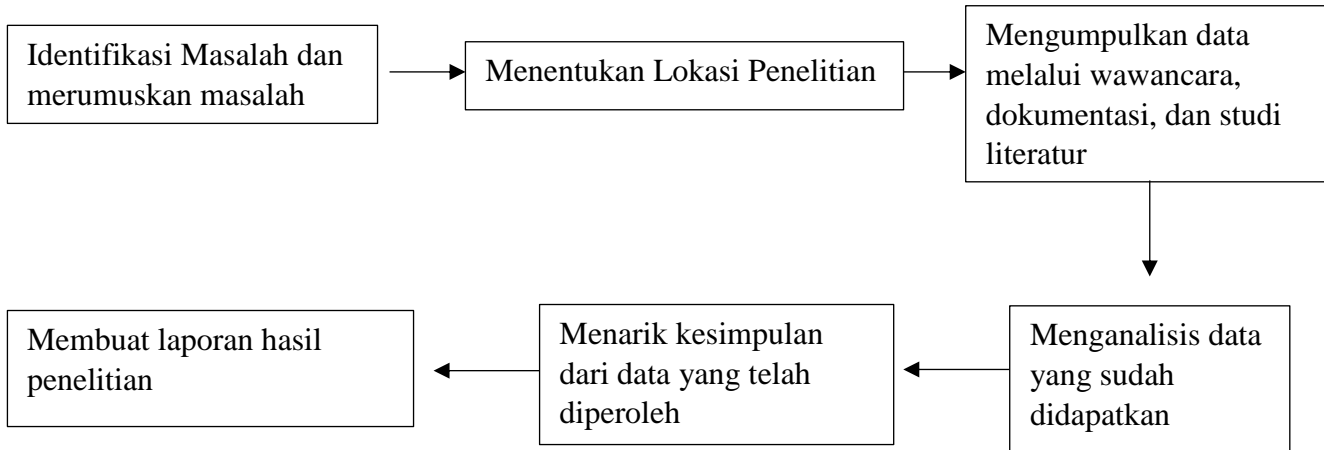 Identifikasi Masalah dan
merumuskan masalah
Menentukan Lokasi Penelitian
Mengumpulkan data
melalui wawancara,
dokumentasi, dan studi
literatur
Menganalisis data
yang sudah
didapatkan
Menarik kesimpulan
dari data yang telah
diperoleh
Membuat laporan hasil
penelitian